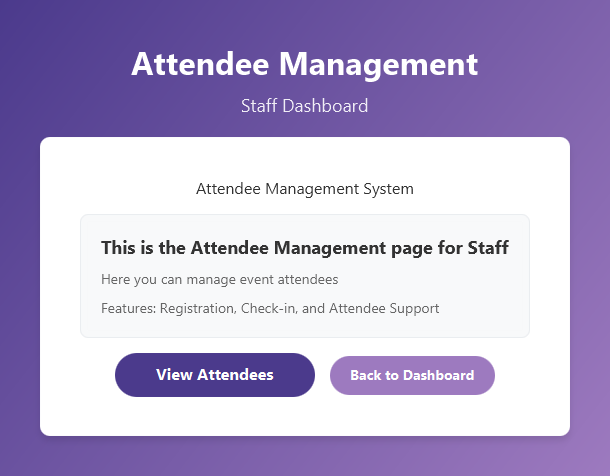 Attendee Management
Staff Dashboard
Attendee Management System
This is the Attendee Management page for Staff
Here you can manage event attendees
Features: Registration, Check-in, and Attendee Support
View Attendees
Back to Dashboard